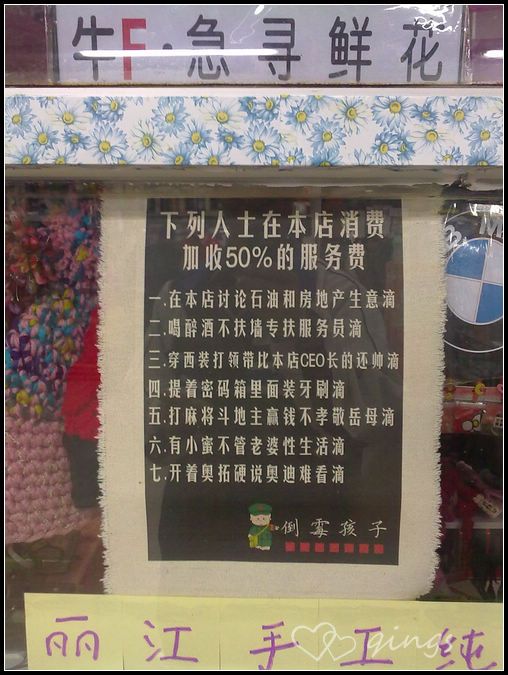 牛F·急寻鲜花
下列人士在本店消费
加收50%的服务费
一.在本店讨论石油和房地产生意滴
二.喝醉酒不扶墙专扶服务员滴
三.穿西装打领带比本店CEO长的还帅滴
四.提着密码箱里面装牙刷滴
五.打麻将斗地主赢钱不孝敬岳母滴
六.有小蜜不管老婆性生活滴
七.开着奥拓硬说奥迪难看滴
倒霉孩子
丽江手工纯
qings